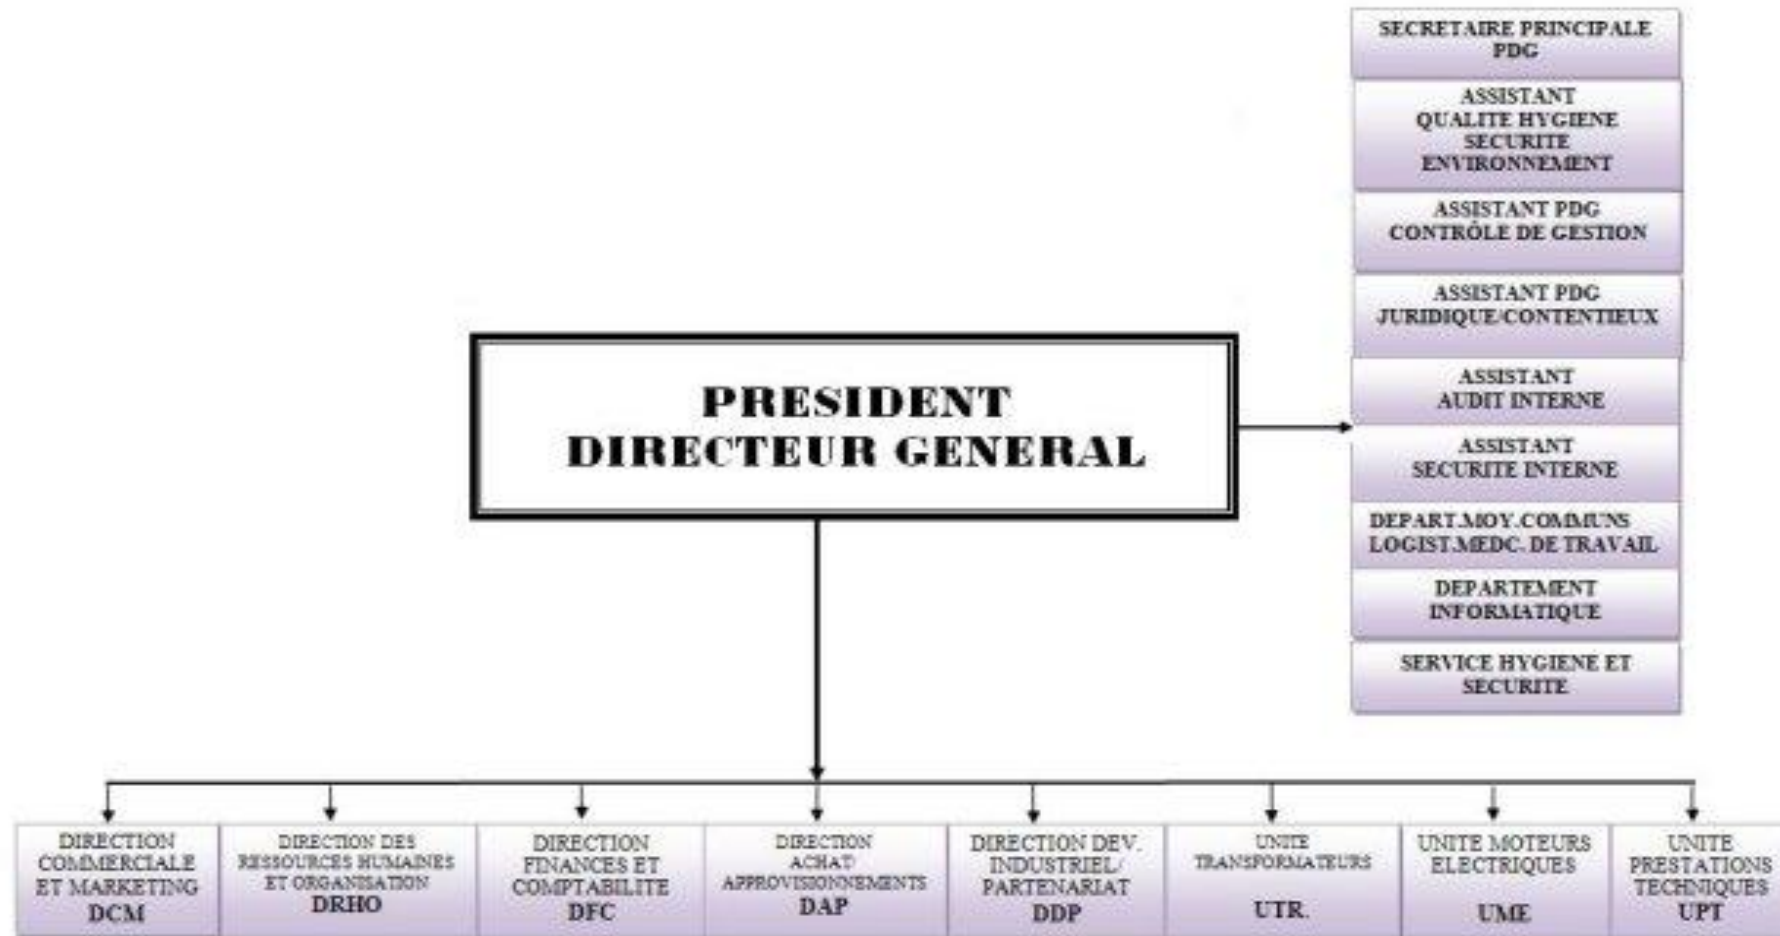 SECRETAIRE PRINCIPALE
PDG
ASSISTANT
QUALITE HYGIENE
SECURITE
ENVIRONNEMENT
ASSISTANT PDG
CONTRÔLE DE GESTION
ASSISTANT PDG
JURIDIQUE/CONTENTIEUX
ASSISTANT
AUDIT INTERNE
ASSISTANT
SECURITE INTERNE
DEPART.MOY.COMMUNS
LOGIST.MEDC. DE TRAVAIL
DEPARTEMENT
INFORMATIQUE
SERVICE HYGIENE ET
SECURITE
PRESIDENT
DIRECTEUR GENERAL
DIRECTION
COMMERCIALE
ET MARKETING
DCM
DIRECTION DES
RESSOURCES HUMAINES
ET ORGANISATION
DRHO
DIRECTION
FINANCES ET
COMPTABILITE
DFC
DIRECTION
ACHAT/
APPROVISIONNEMENTS
DAP
DIRECTION DEV.
INDUSTRIEL/
PARTENARIAT
DDP
UNITE
TRANSFORMATEURS
UTR.
UNITE MOTEURS
ELECTRIQUES
UME
UNITE
PRESTATIONS
TECHNIQUES
UPT